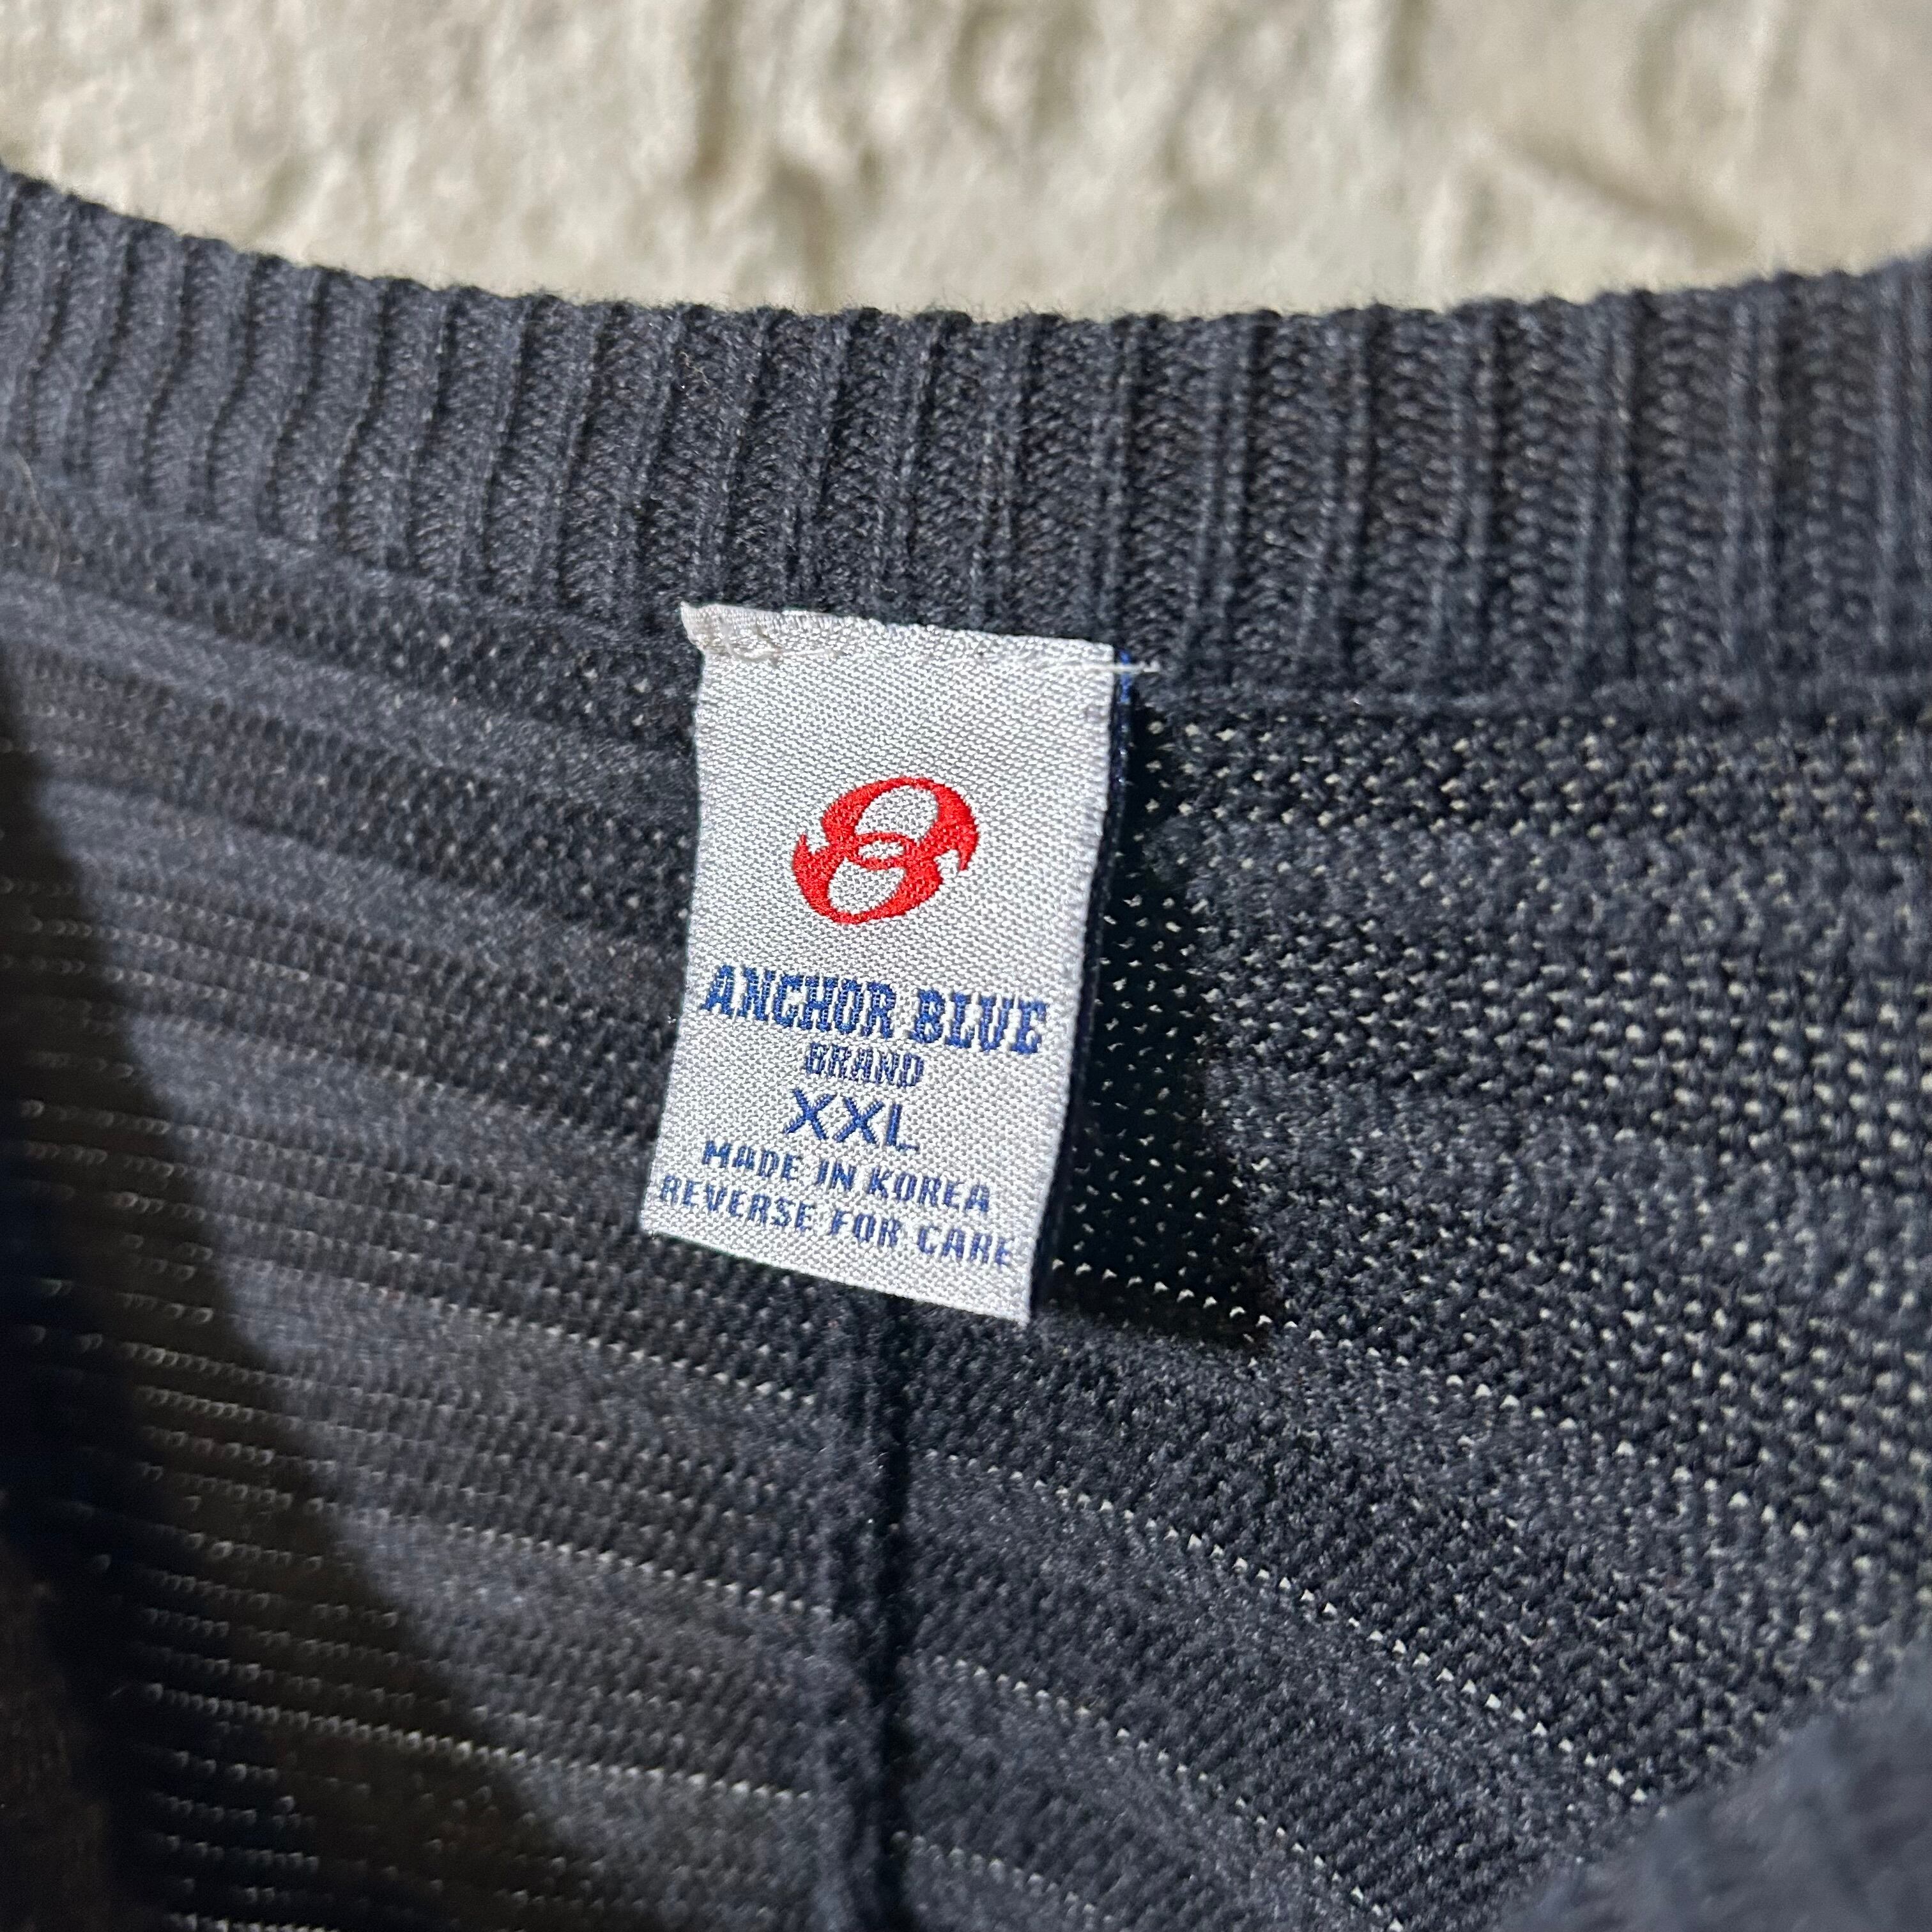 ANCHOR BLUE
BRAND
XXL
MADE IN KOREA
REVERSE FOR CARE